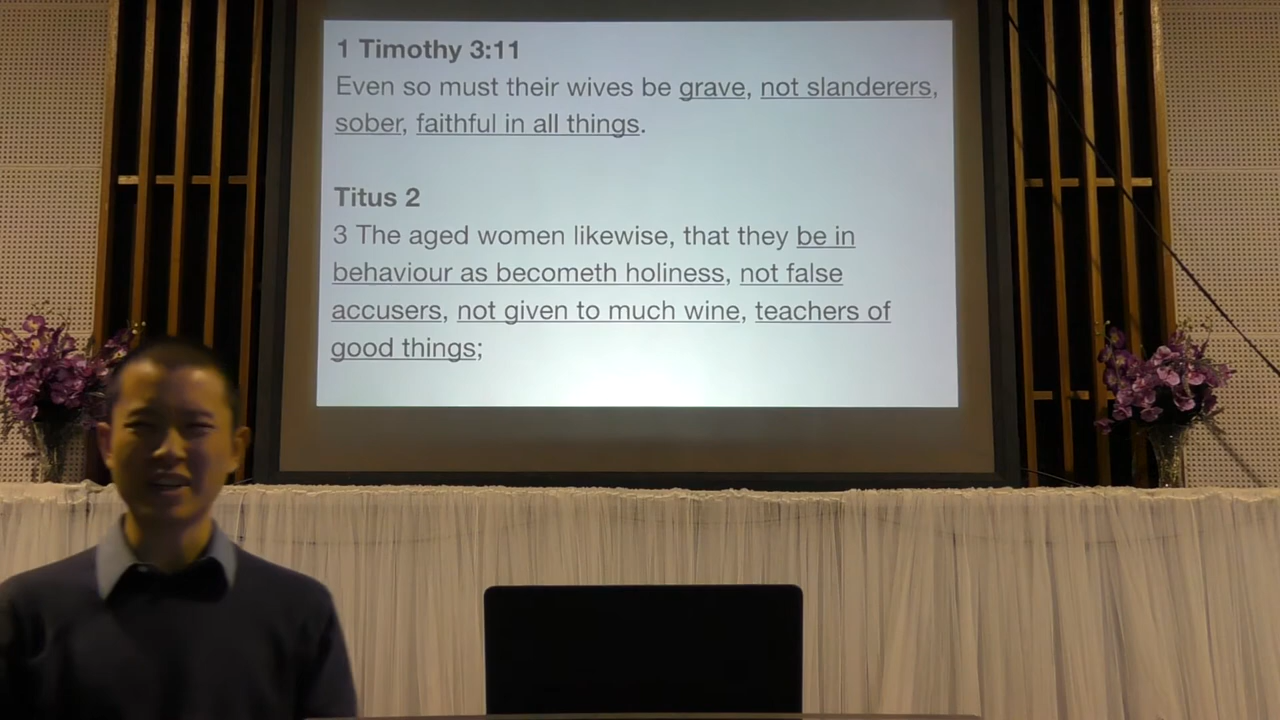 1 Timothy 3:11
Even so must their wives be grave, not slanderers,
sober, faithful in all things.
Titus 2
3 The aged women likewise, that they be in
behaviour as becometh holiness, not false
accusers, not given to much wine, teachers of
good things;